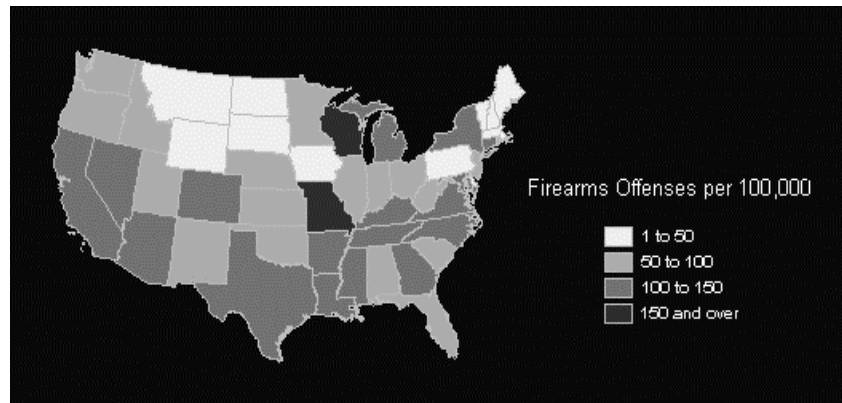 Firearms Offenses per 100,000
1 to 50
50 to 100
100 to 150
150 and over